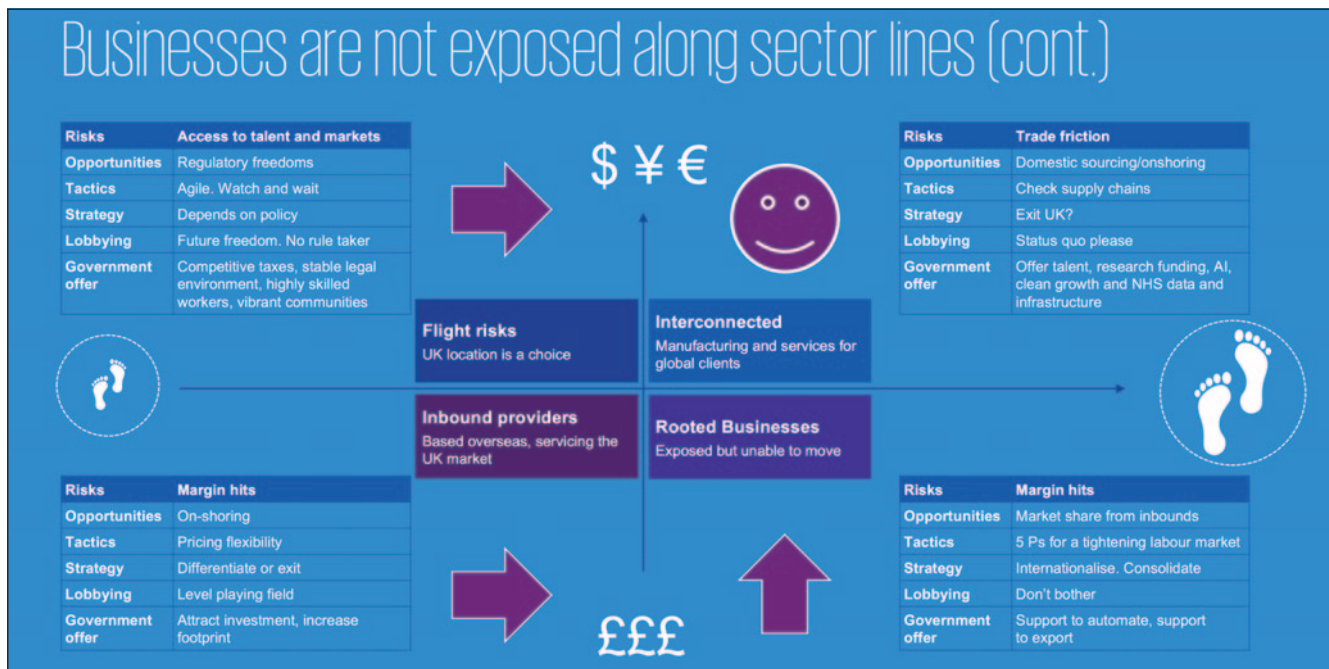 Businesses are not exposed along sector lines (cont.)
Risks Access to talent and markets
Opportunities Regulatory freedoms
Tactics Agile. Watch and wait
Strategy Depends on policy
Lobbying Future freedom. No rule taker
Government offer Competitive taxes, stable legal
environment, highly skilled
workers, vibrant communities
$ ¥ €
Risks Trade friction
Opportunities Domestic sourcing/onshoring
Tactics Check supply chains
Strategy Exit UK?
Lobbying Status quo please
Government offer Offer talent, research funding, AI,
clean growth and NHS data and
infrastructure
Flight risks
UK location is a choice
Interconnected
Manufacturing and services for
global clients
Inbound providers
Based overseas, servicing the
UK market
Rooted Businesses
Exposed but unable to move
Risks Margin hits
Opportunities On-shoring
Tactics Pricing flexibility
Strategy Differentiate or exit
Lobbying Level playing field
Government offer Attract investment, increase
footprint
£££
Risks Margin hits
Opportunities Market share from inbounds
Tactics 5 Ps for a tightening labour market
Strategy Internationalise. Consolidate
Lobbying Don't bother
Government offer Support to automate, support
to export